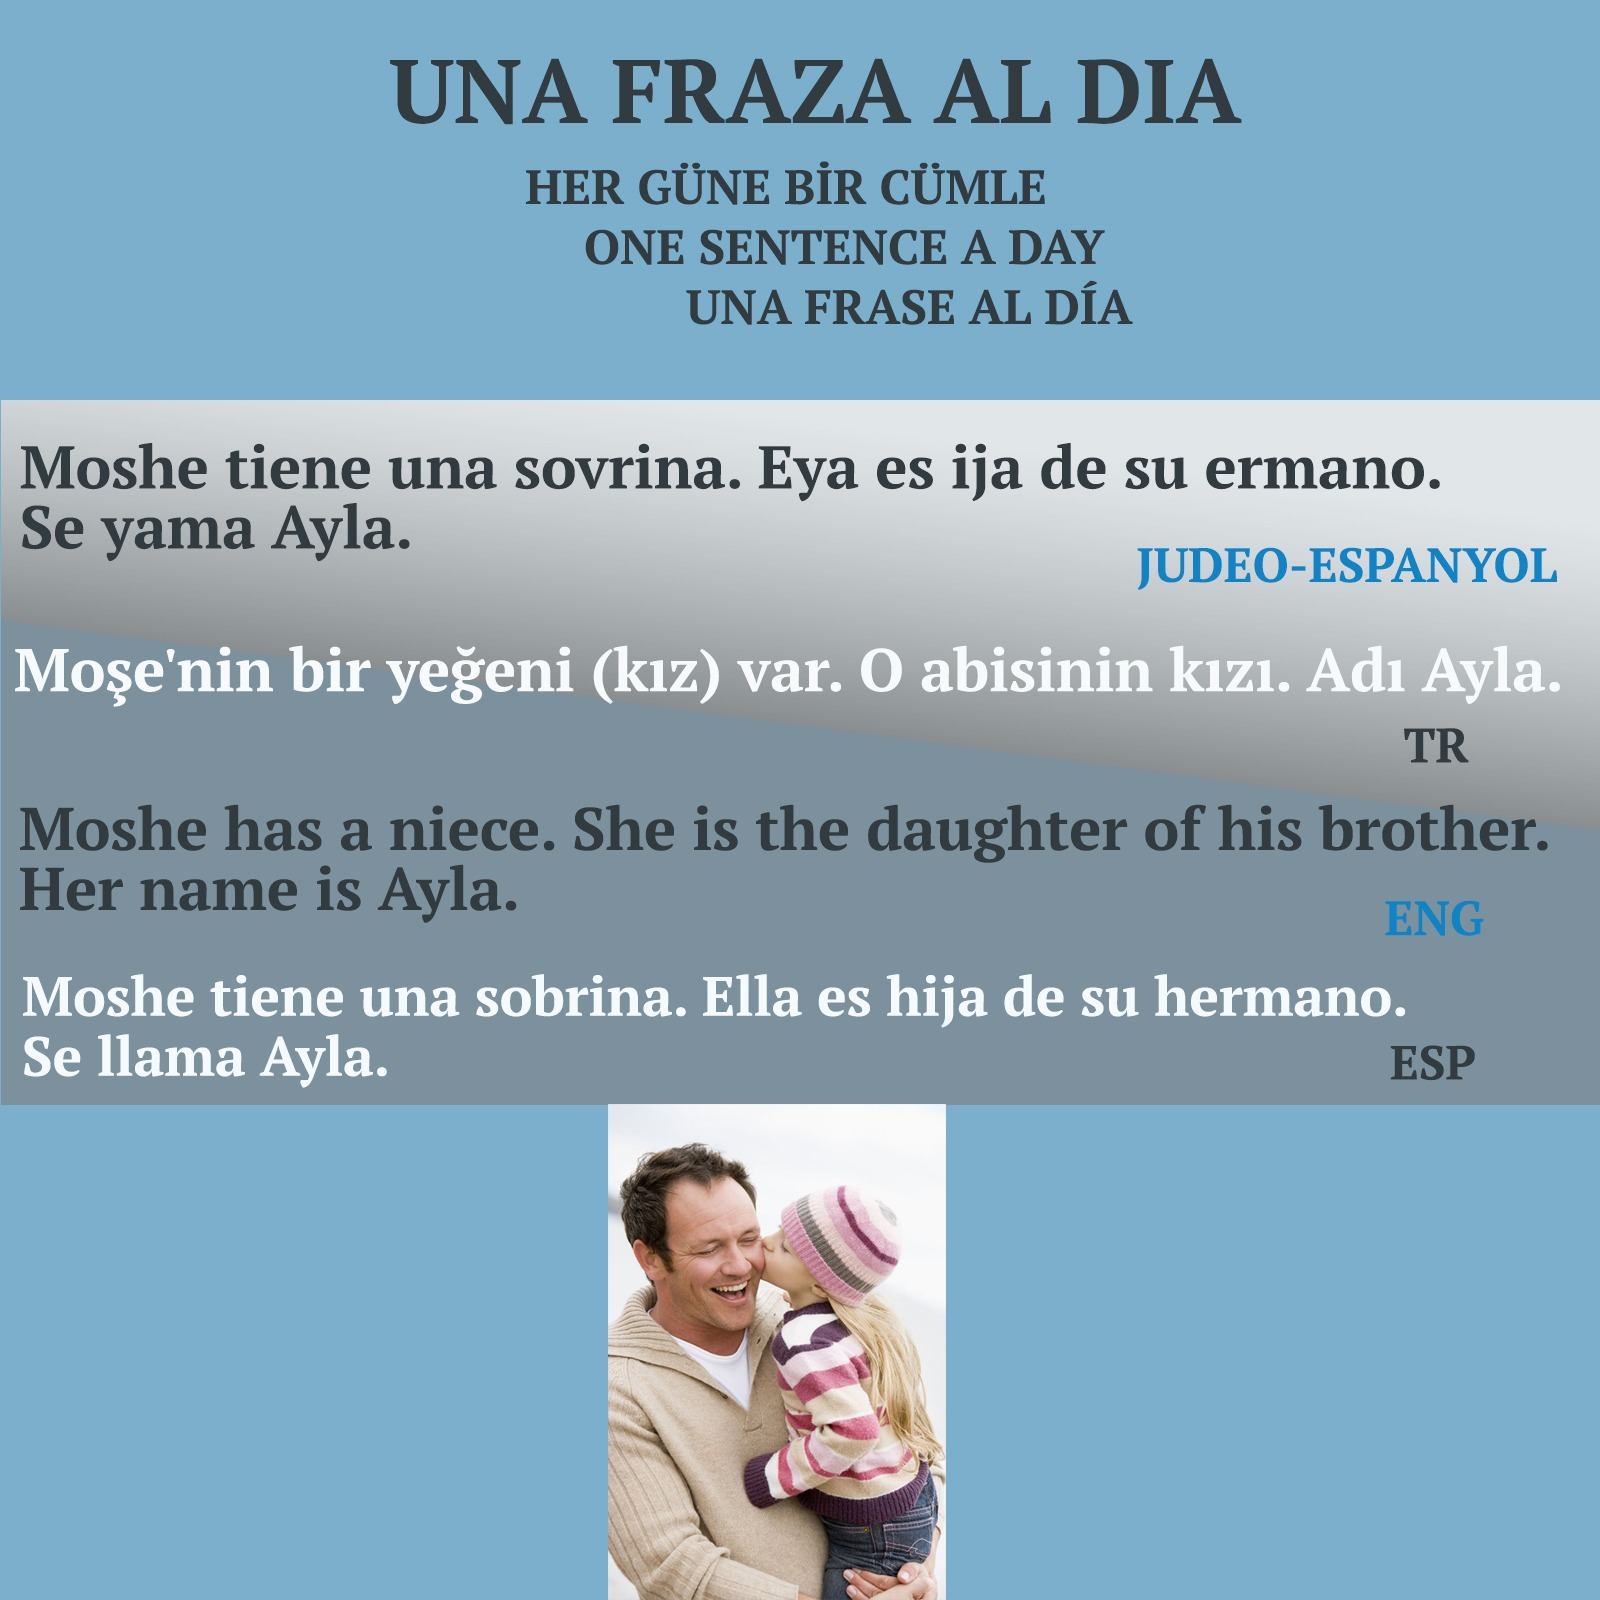 UNA FRAZA AL DIA
HER GÜNE BİR CÜMLE
ONE SENTENCE A DAY
UNA FRASE AL DÍA
Moshe tiene una sovrina. Eya es ija de su ermano.
Se yama Ayla.
JUDEO-ESPANYOL
Moşe'nin bir yeğeni (kız) var. O abisinin kızı. Adı Ayla.
TR
Moshe has a niece. She is the daughter of his brother.
Her name is Ayla.
ENG
Moshe tiene una sobrina. Ella es hija de su hermano.
Se llama Ayla.
ESP